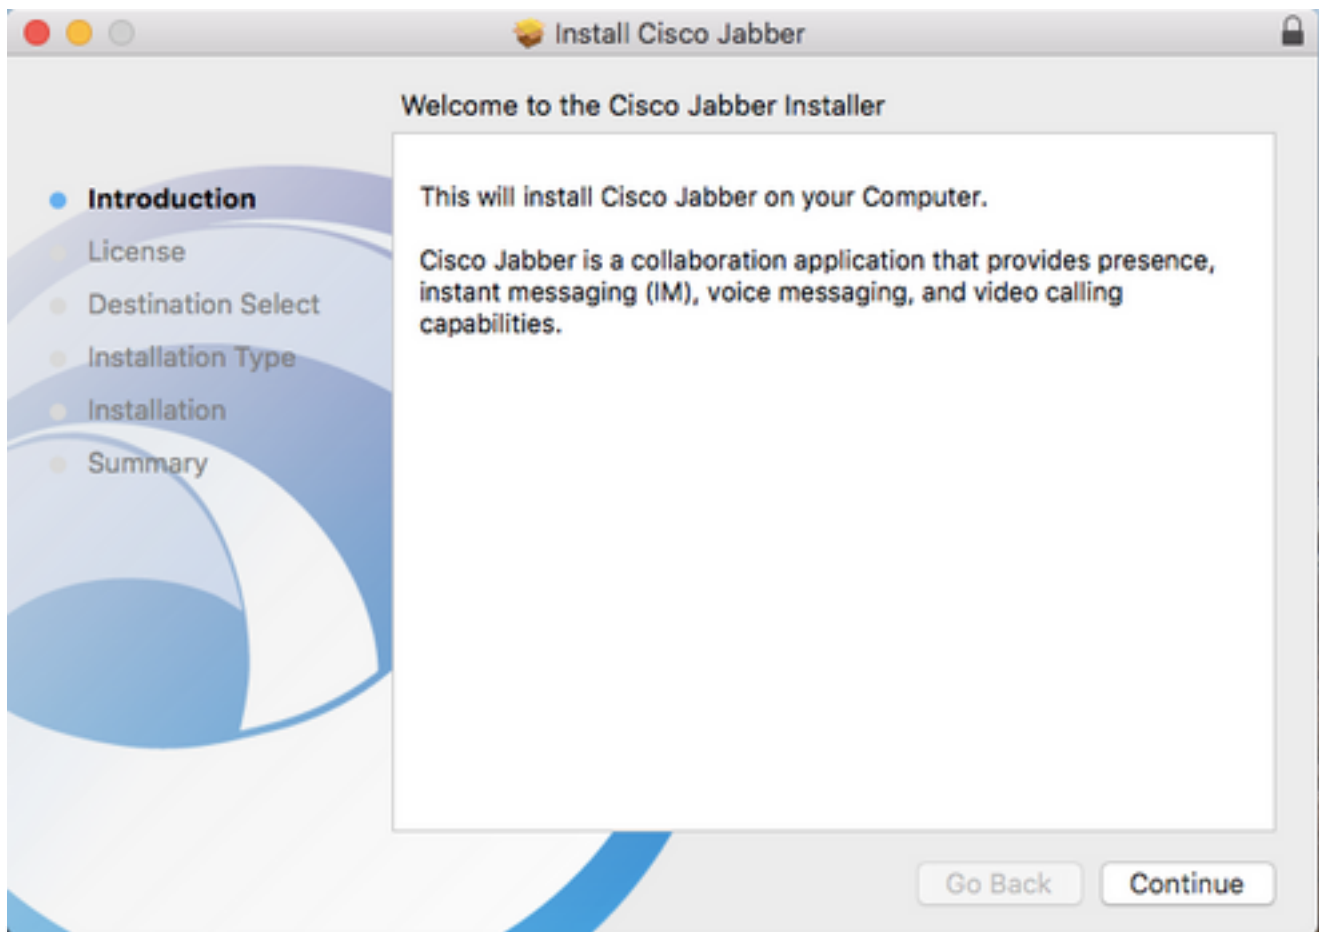 Install Cisco Jabber
Welcome to the Cisco Jabber Installer
Introduction
License
Destination Select
Installation Type
Installation
Summary
This will install Cisco Jabber on your Computer.
Cisco Jabber is a collaboration application that provides presence,
instant messaging (IM), voice messaging, and video calling
capabilities.
Go Back
Continue